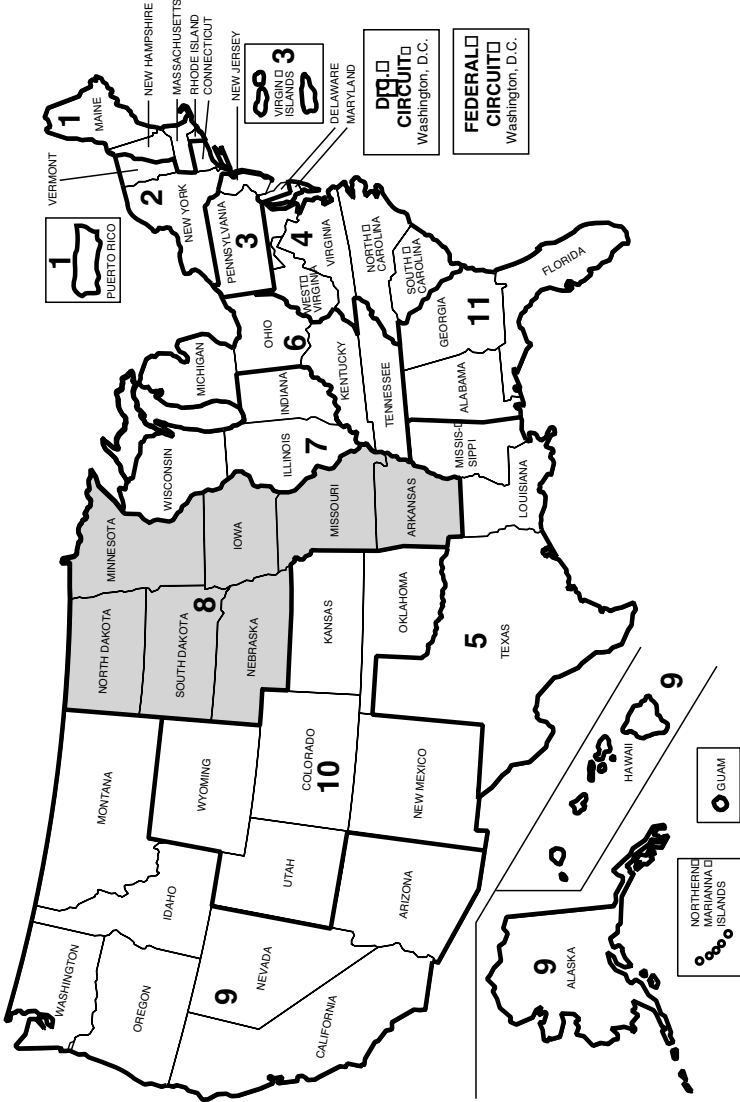 WASHINGTON
OREGON
CALIFORNIA
NEVADA
9
IDAHO
MONTANA
WYOMING
UTAH
ARIZONA
COLORADO
10
NEW MEXICO
NORTH DAKOTA
SOUTH DAKOTA
8
NEBRASKA
KANSAS
OKLAHOMA
TEXAS
5
MINNESOTA
IOWA
MISSOURI
ARKANSAS
LOUISIANA
WISCONSIN
ILLINOIS
7
MISSIS-
SIPPI
MICHIGAN
INDIANA
OHIO
6
KENTUCKY
TENNESSEE
ALABAMA
GEORGIA
11
FLORIDA
WEST
VIRGINIA
VIRGINIA
4
NORTH
CAROLINA
SOUTH
CAROLINA
PENNSYLVANIA
3
NEW YORK
2
VERMONT
1
MAINE
NEW HAMPSHIRE
MASSACHUSETTS
RHODE ISLAND
CONNECTICUT
NEW JERSEY
DELAWARE
MARYLAND
1
PUERTO RICO
VIRGIN
ISLANDS
3
D.C.
CIRCUIT
Washington, D.C.
FEDERAL
CIRCUIT
Washington, D.C.
9
ALASKA
HAWAII
9
NORTHERN
MARIANNA
ISLANDS
GUAM